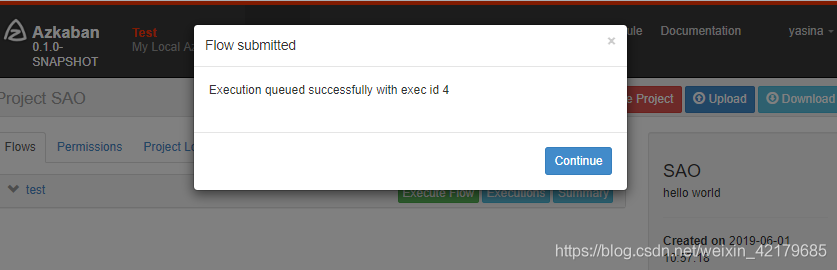 Azkaban
0.1.0-
SNAPSHOT
Test
My Local Az
Flow submitted
×
ule
Documentation
yasina
Execution queued successfully with exec id 4
Continue
Project SAO
e Project
Upload
Download
Flows
Permissions
Project Lo
test
Execute Flow
Executions
Summary
SAO
hello world
Created on 2019-06-01
10:57:18
https://blog.csdn.net/weixin_42179685